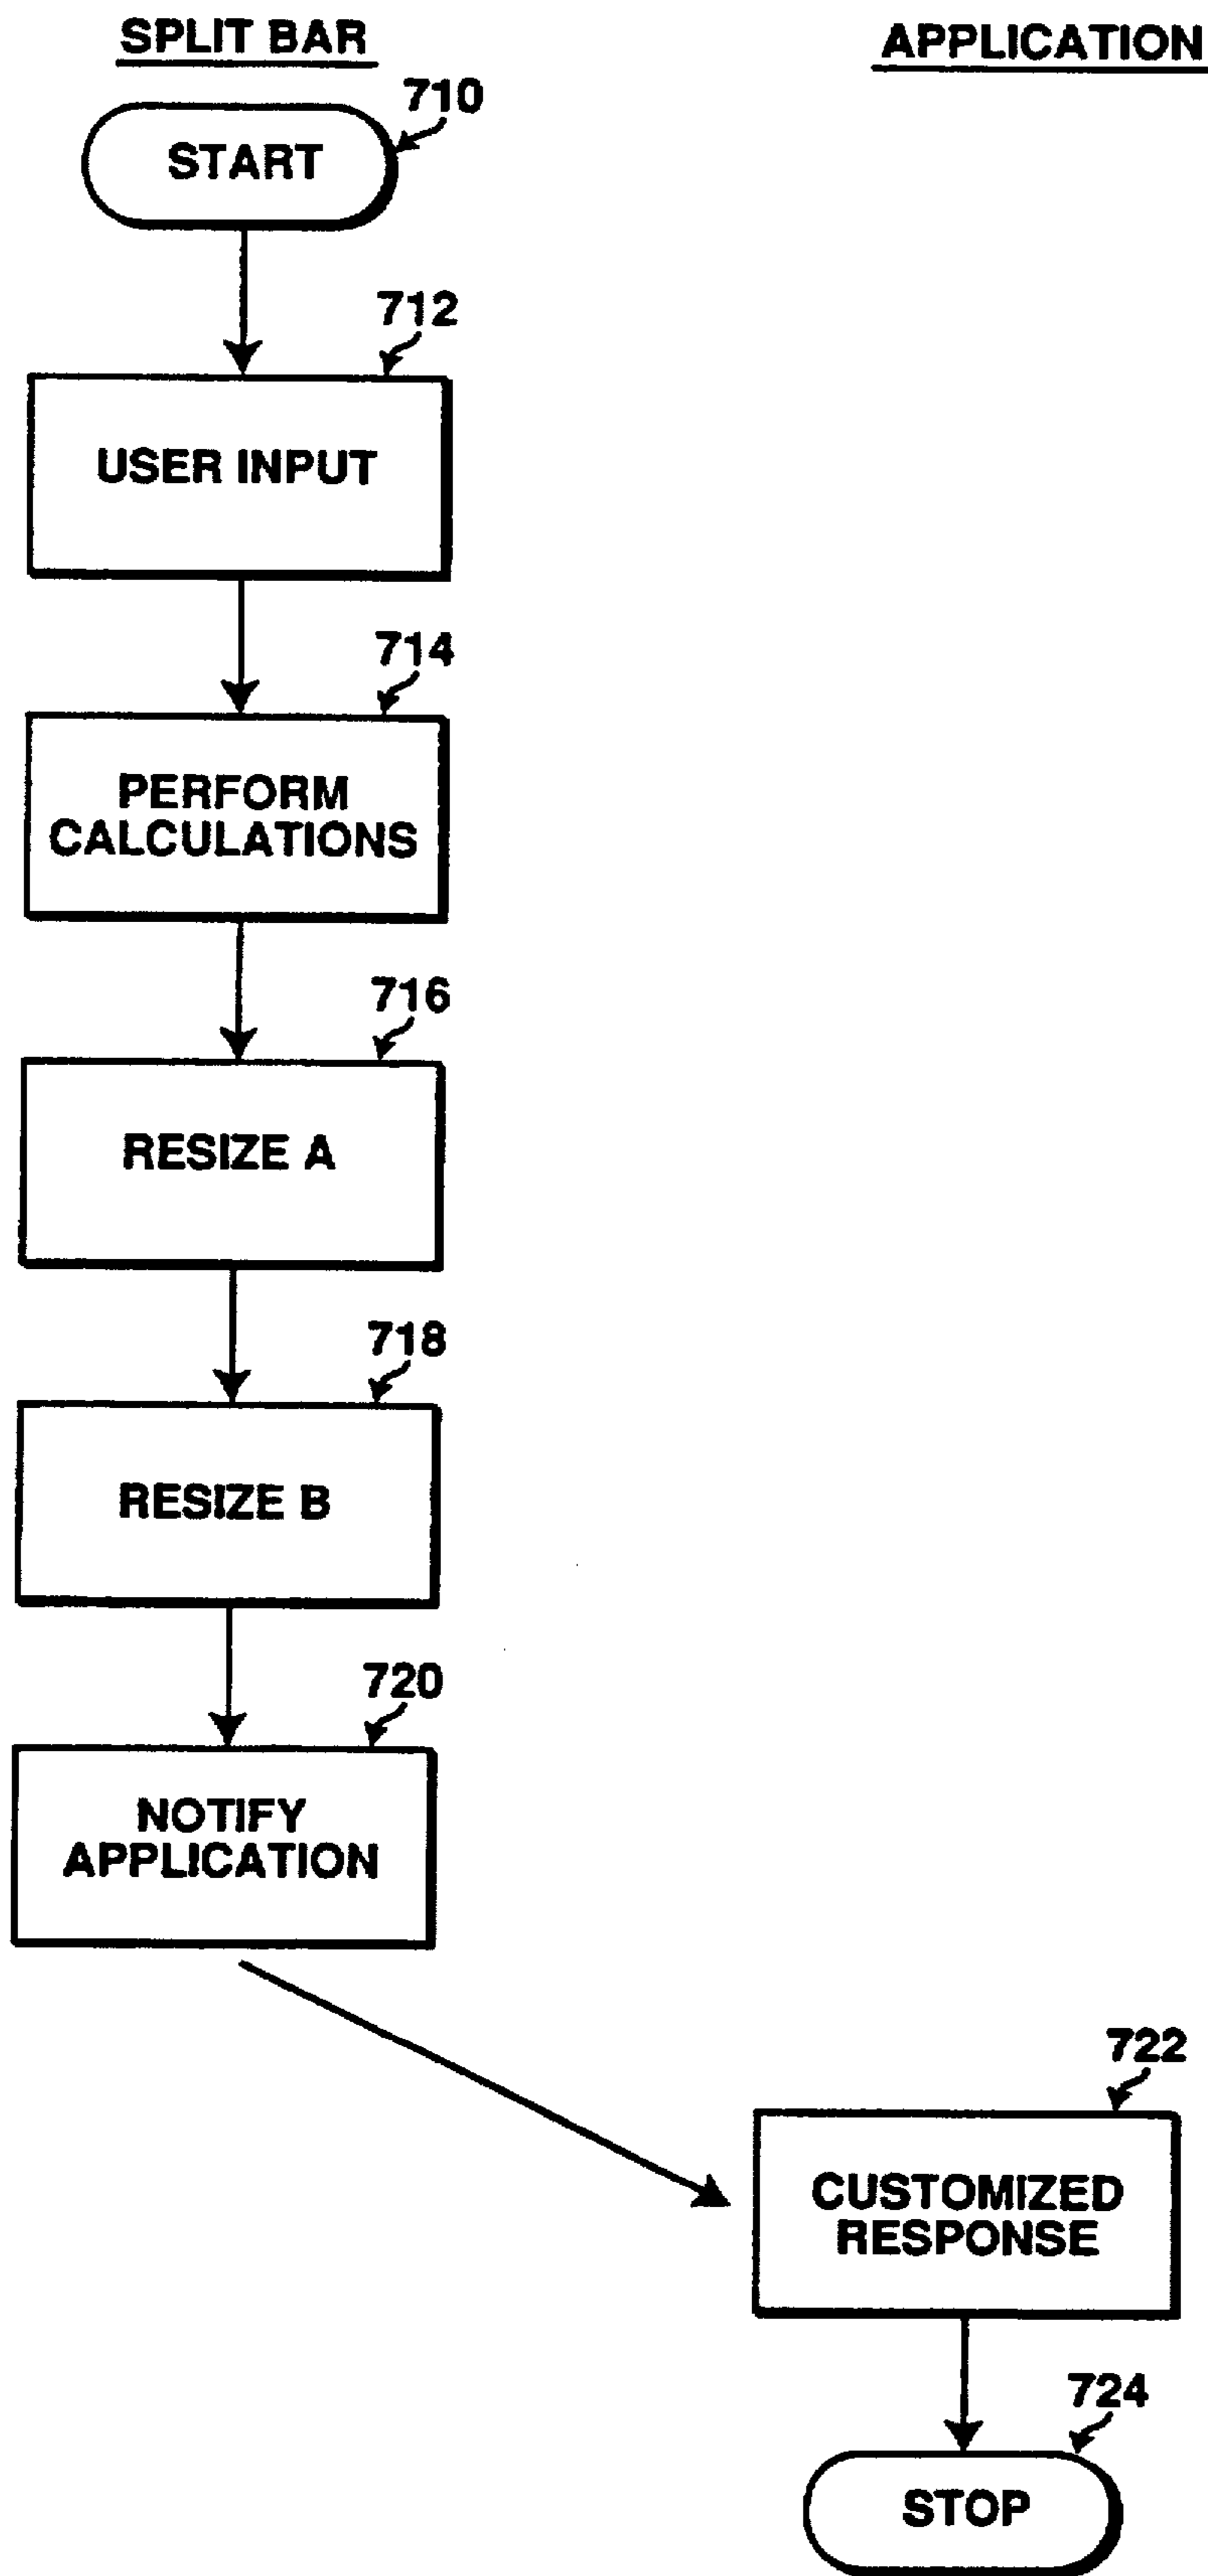 SPLIT BAR
APPLICATION
710
START
712
USER INPUT
714
PERFORM
CALCULATIONS
716
RESIZE A
718
RESIZE B
720
NOTIFY
APPLICATION
722
CUSTOMIZED
RESPONSE
724
STOP